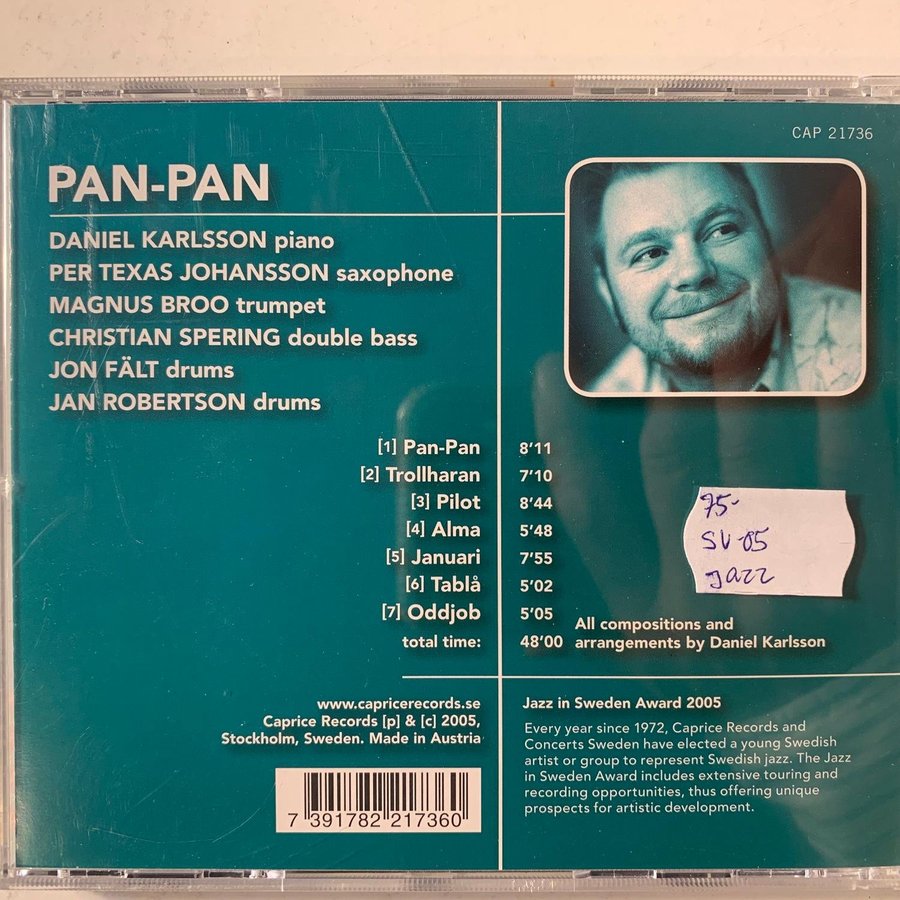 CAP 21736
PAN-PAN
DANIEL KARLSSON piano
PER TEXAS JOHANSSON saxophone
MAGNUS BROO trumpet
CHRISTIAN SPERING double bass
JON FÄLT drums
JAN ROBERTSON drums
[1] Pan-Pan 8'11
[2] Trollharan 7'10
[3] Pilot 8'44
[4] Alma 5'48
[5] Januari 7'55
[6] Tablå 5'02
[7] Oddjob 5'05
total time: 48'00
75-
SV-05
jazz
All compositions and
arrangements by Daniel Karlsson
www.capricerecords.se
Caprice Records [p] & [c] 2005,
Stockholm, Sweden. Made in Austria
7 391782 217360
Jazz in Sweden Award 2005
Every year since 1972, Caprice Records and
Concerts Sweden have elected a young Swedish
artist or group to represent Swedish jazz. The Jazz
in Sweden Award includes extensive touring and
recording opportunities, thus offering unique
prospects for artistic development.